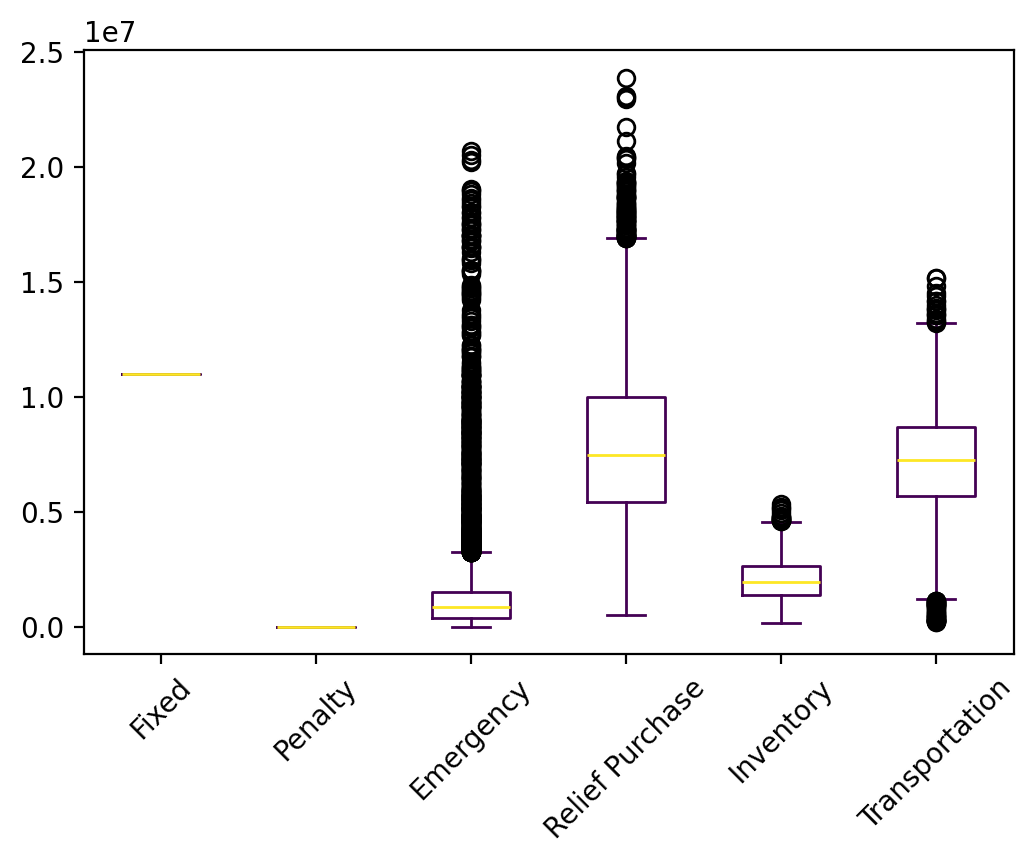 1e7
2.5
2.0
1.5
1.0
0.5
0.0
Fixed
Penalty
Emergency
Relief Purchase
Inventory
Transportation